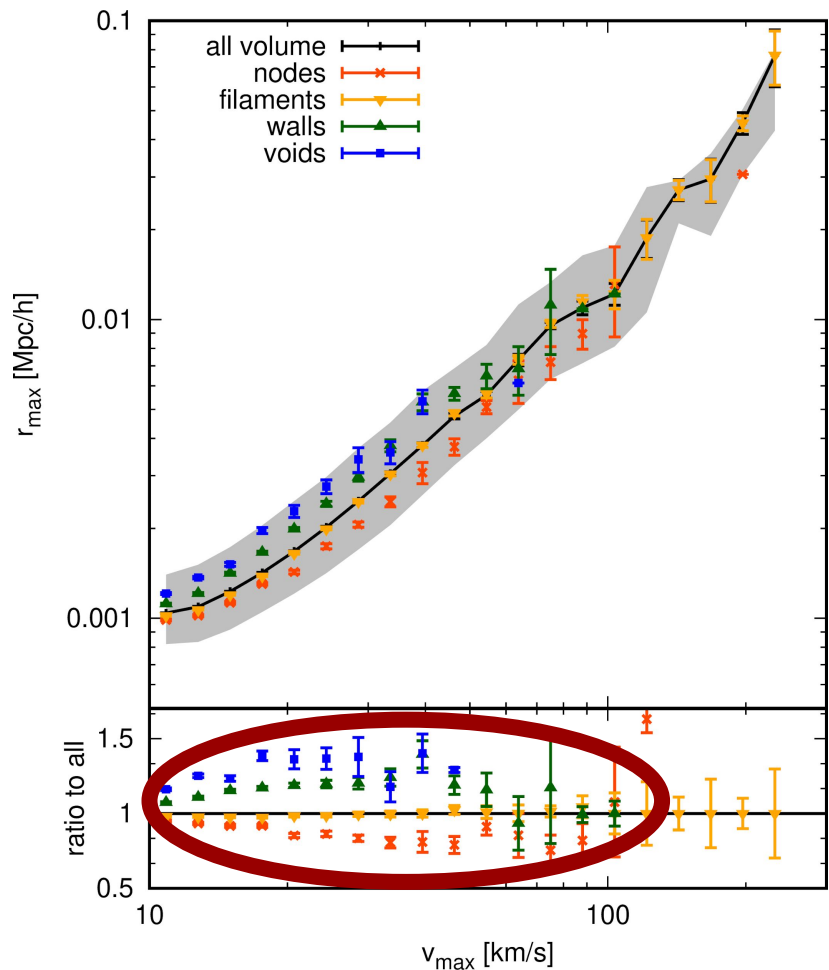 0.1
all volume
nodes
filaments
walls
voids
0.01
r_max [Mpc/h]
0.001
1.5
1
0.5
ratio to all
10
100
v_max [km/s]